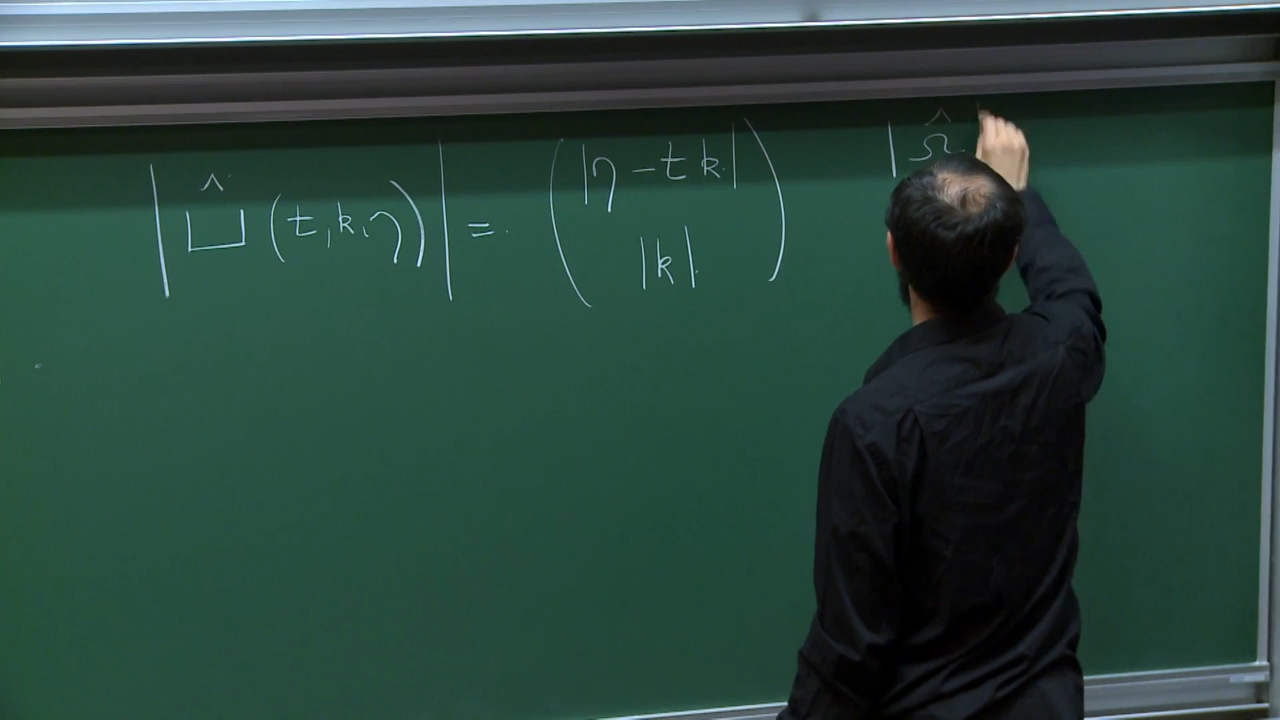 |Û(t,k,η)| = (|η - tk| |k|) |Ω̂